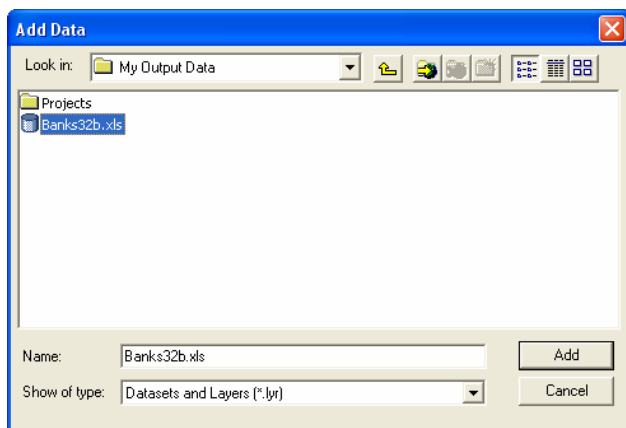 Add Data
Look in: My Output Data
Projects
Banks32b.xls
Name: Banks32b.xls Add
Show of type: Datasets and Layers (*.lyr) Cancel